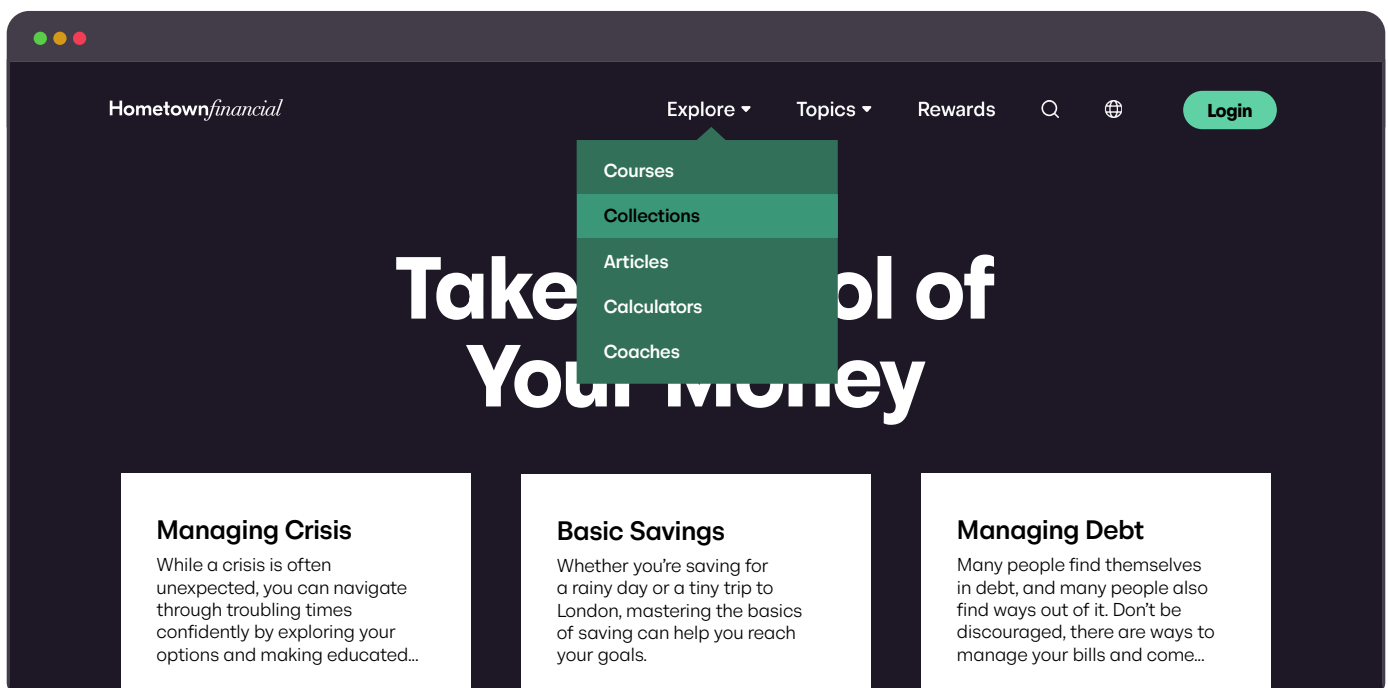 Hometownfinancial
Explore Topics Rewards Login
Courses
Collections
Articles
Calculators
Coaches
Take of
Your Money
Managing Crisis
While a crisis is often
unexpected, you can navigate
through troubling times
confidently by exploring your
options and making educated...
Basic Savings
Whether you’re saving for
a rainy day or a tiny trip to
London, mastering the basics
of saving can help you reach
your goals.
Managing Debt
Many people find themselves
in debt, and many people also
find ways out of it. Don’t be
discouraged, there are ways to
manage your bills and come...